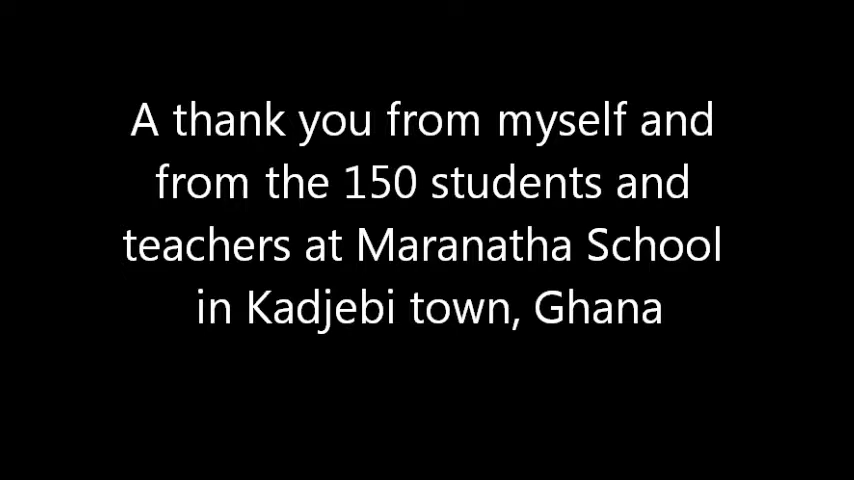 A thank you from myself and
from the 150 students and
teachers at Maranatha School
in Kadjebi town, Ghana